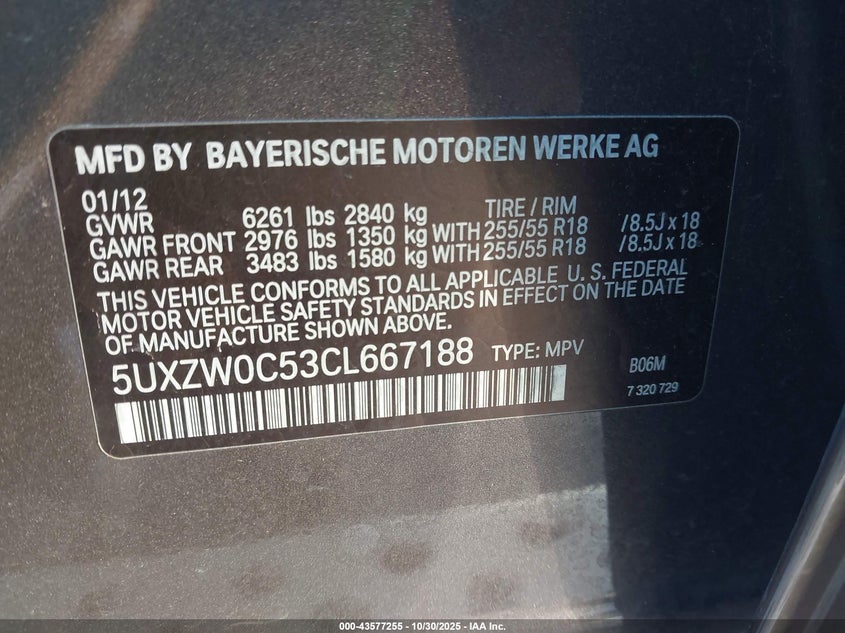 MFD BY BAYERISCHE MOTOREN WERKE AG
01/12 TIRE / RIM
GVWR 6261 lbs 2840 kg
GAWR FRONT 2976 lbs 1350 kg WITH 255/55 R18 /8.5J x 18
GAWR REAR 3483 lbs 1580 kg WITH 255/55 R18 /8.5J x 18
THIS VEHICLE CONFORMS TO ALL APPLICABLE U. S. FEDERAL
MOTOR VEHICLE SAFETY STANDARDS IN EFFECT ON THE DATE
OF MANUFACTURE SHOWN ABOVE.
5UXZW0C53CL667188 TYPE: MPV B06M
7 320 729
000-43577255 - 10/30/2025 - IAA Inc.